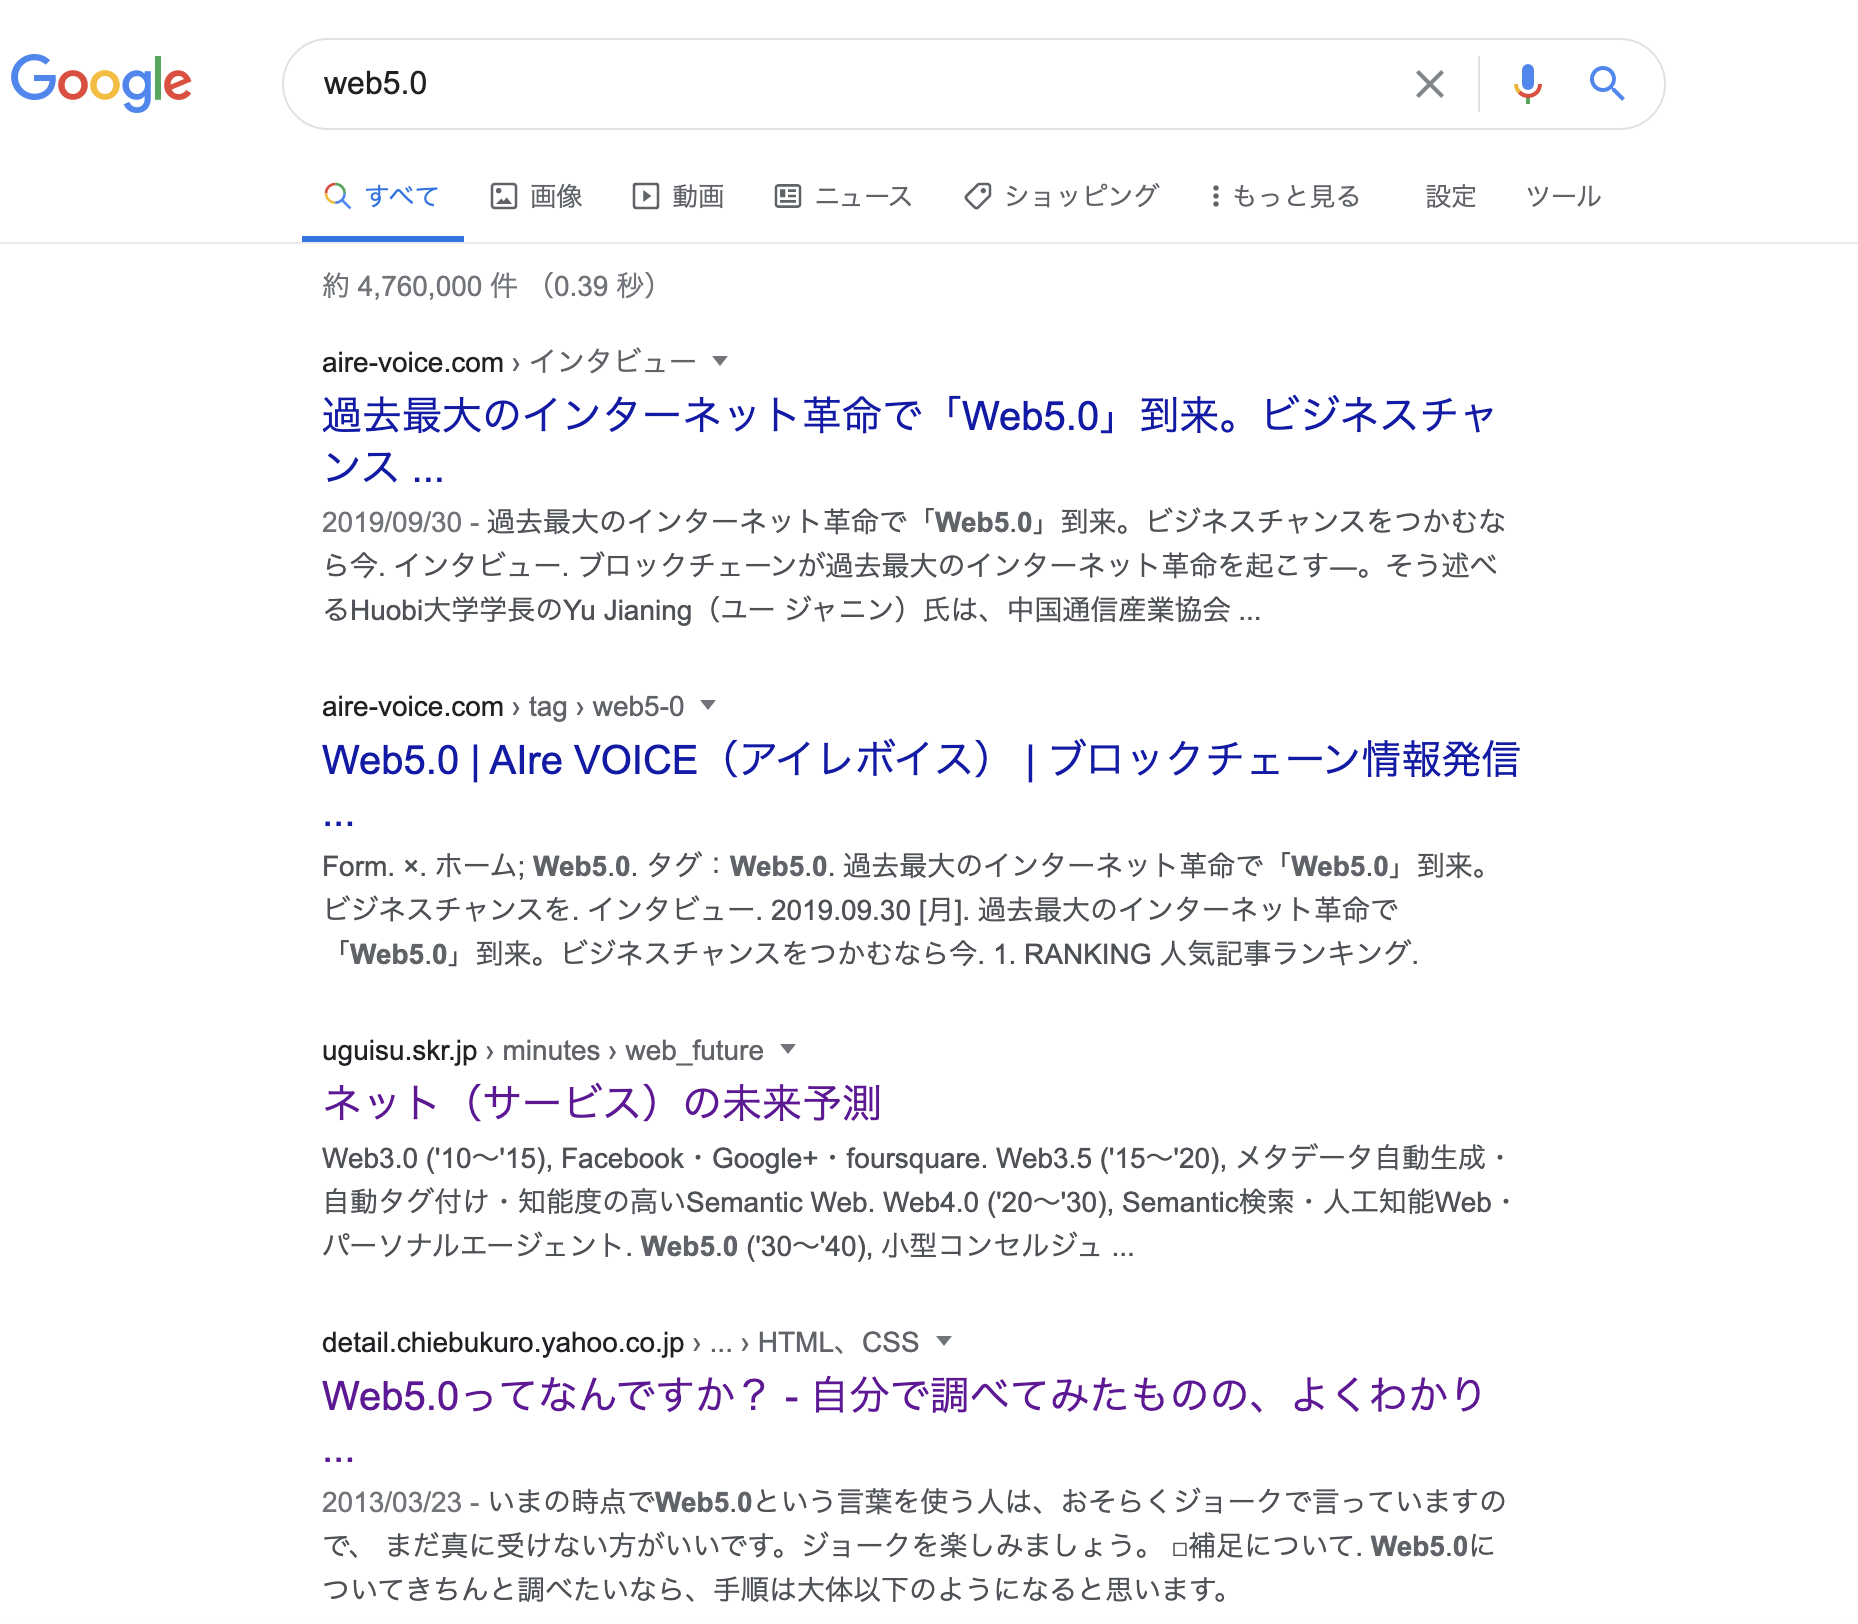 Google
web5.0
すべて 画像 動画 ニュース ショッピング もっと見る 設定 ツール
約 4,760,000 件 （0.39 秒）
aire-voice.com › インタビュー
過去最大のインターネット革命で「Web5.0」到来。ビジネスチャ
ンス ...
2019/09/30 - 過去最大のインターネット革命で「Web5.0」到来。ビジネスチャンスをつかむな
ら今. インタビュー. ブロックチェーンが過去最大のインターネット革命を起こす—。そう述べ
るHuobi大学学長のYu Jianing（ユー ジャニン）氏は、中国通信産業協会 ...
aire-voice.com › tag › web5-0
Web5.0 | AIre VOICE（アイレボイス） | ブロックチェーン情報発信
...
Form. ×. ホーム; Web5.0. タグ：Web5.0. 過去最大のインターネット革命で「Web5.0」到来。
ビジネスチャンスを. インタビュー. 2019.09.30 [月]. 過去最大のインターネット革命で
「Web5.0」到来。ビジネスチャンスをつかむなら今. 1. RANKING 人気記事ランキング.
uguisu.skr.jp › minutes › web_future
ネット（サービス）の未来予測
Web3.0 ('10〜'15), Facebook・Google+・foursquare. Web3.5 ('15〜'20), メタデータ自動生成・
自動タグ付け・知能度の高いSemantic Web. Web4.0 ('20〜'30), Semantic検索・人工知能Web・
パーソナルエージェント. Web5.0 ('30〜'40), 小型コンセルジュ ...
detail.chiebukuro.yahoo.co.jp › ... › HTML、CSS
Web5.0ってなんですか？ - 自分で調べてみたものの、よくわかり
...
2013/03/23 - いまの時点でWeb5.0という言葉を使う人は、おそらくジョークで言っていますの
で、 まだ真に受けない方がいいです。ジョークを楽しみましょう。 □補足について. Web5.0に
ついてきちんと調べたいなら、手順は大体以下のようになると思います。